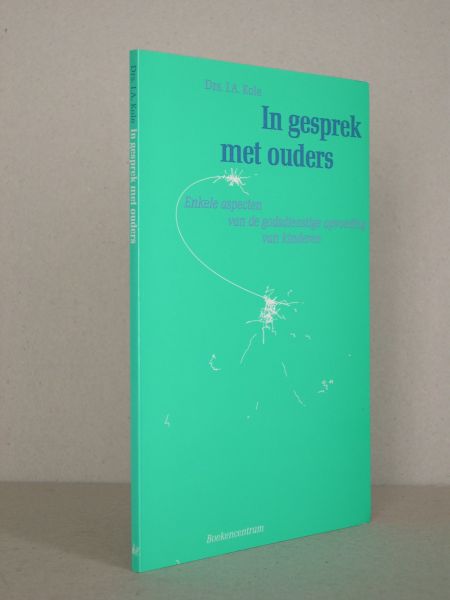 Drs. I.A. Kole
In gesprek
met ouders
Enkele aspecten
van de godsdienstige opvoeding
van kinderen
Boekencentrum
Drs. I.A. Kole In gesprek met ouders